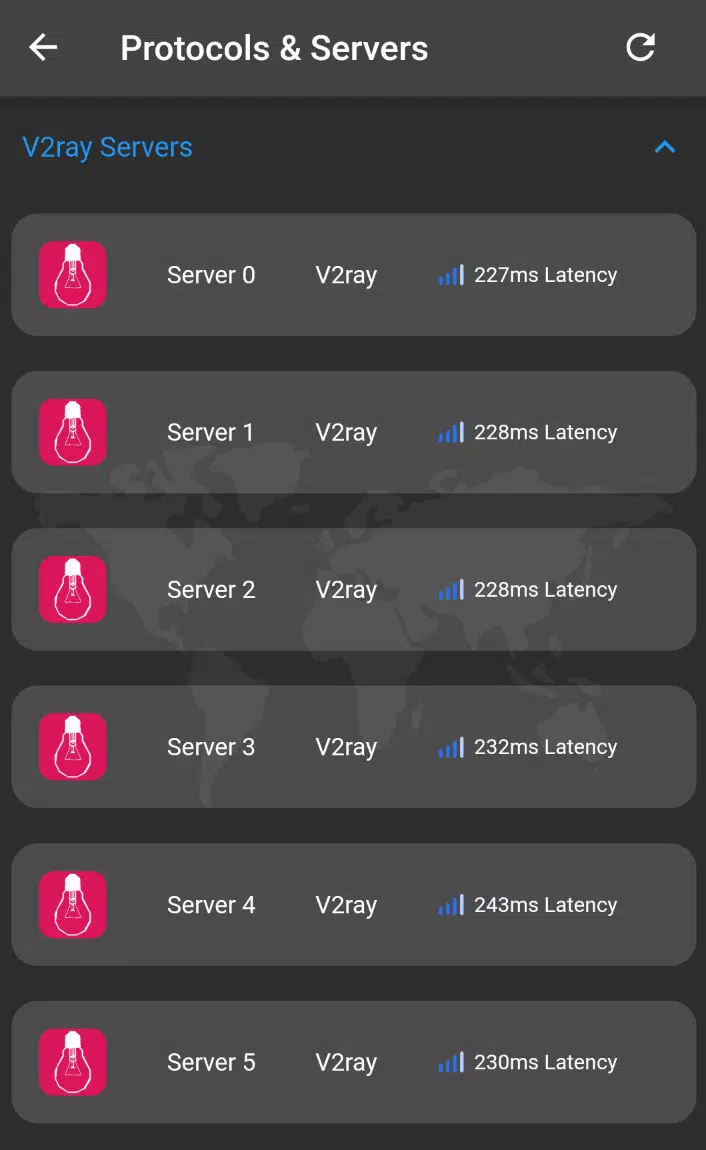 Protocols & Servers
V2ray Servers
Server 0 V2ray 227ms Latency
Server 1 V2ray 228ms Latency
Server 2 V2ray 228ms Latency
Server 3 V2ray 232ms Latency
Server 4 V2ray 243ms Latency
Server 5 V2ray 230ms Latency